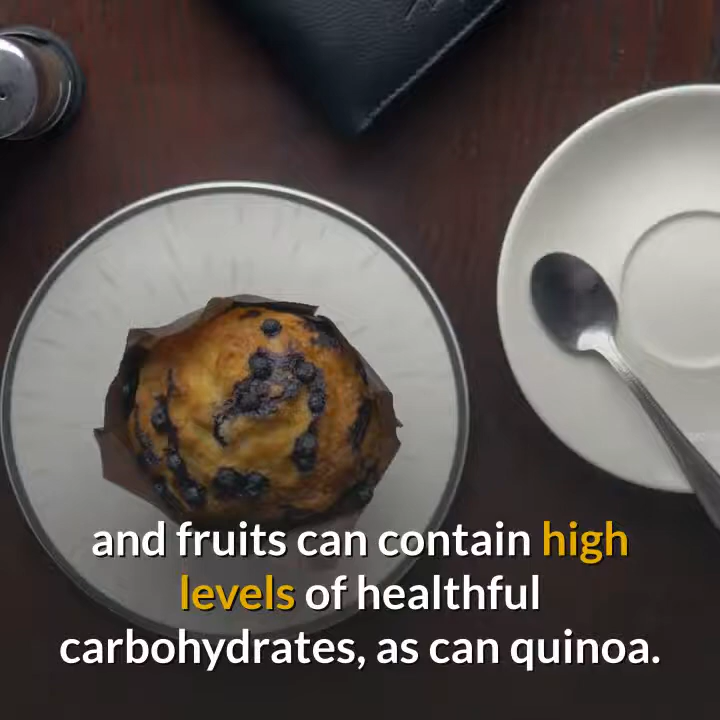 and fruits can contain high
levels of healthful
carbohydrates, as can quinoa.